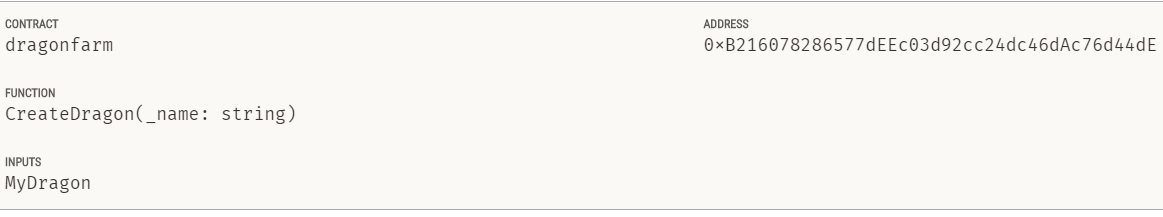 CONTRACT
dragonfarm
ADDRESS
0×B216078286577dEEc03d92cc24dc46dAc76d44dE
FUNCTION
CreateDragon(_name: string)
INPUTS
MyDragon